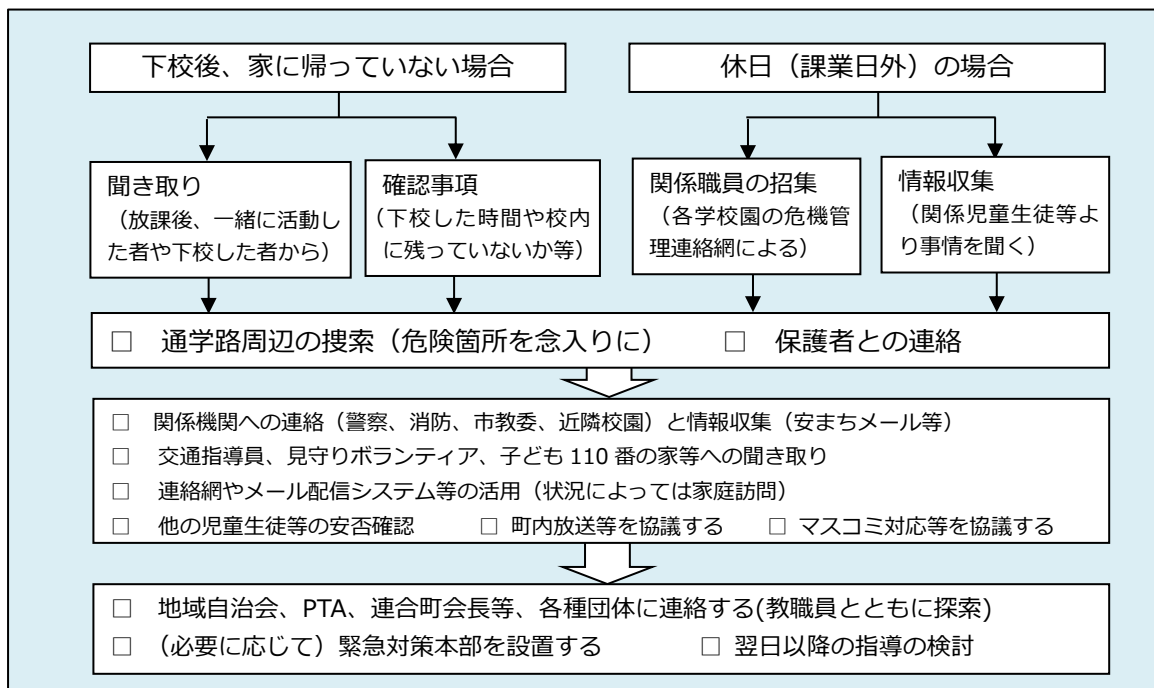 下校後、家に帰っていない場合
休日（課業日外）の場合
聞き取り
（放課後、一緒に活動し
た者や下校した者から）
確認事項
（下校した時間や校内
に残っていないか等）
関係職員の招集
（各学校園の危機管
理連絡網による）
情報収集
（関係児童生徒等よ
り事情を聞く）
□ 通学路周辺の捜索（危険箇所を念入りに） □ 保護者との連絡
□ 関係機関への連絡（警察、消防、市教委、近隣校園）と情報収集（安まちメール等）
□ 交通指導員、見守りボランティア、子ども 110 番の家等への聞き取り
□ 連絡網やメール配信システム等の活用（状況によっては家庭訪問）
□ 他の児童生徒等の安否確認 □ 町内放送等を協議する □ マスコミ対応等を協議する
□ 地域自治会、PTA、連合町会長等、各種団体に連絡する(教職員とともに探索)
□ （必要に応じて）緊急対策本部を設置する □ 翌日以降の指導の検討